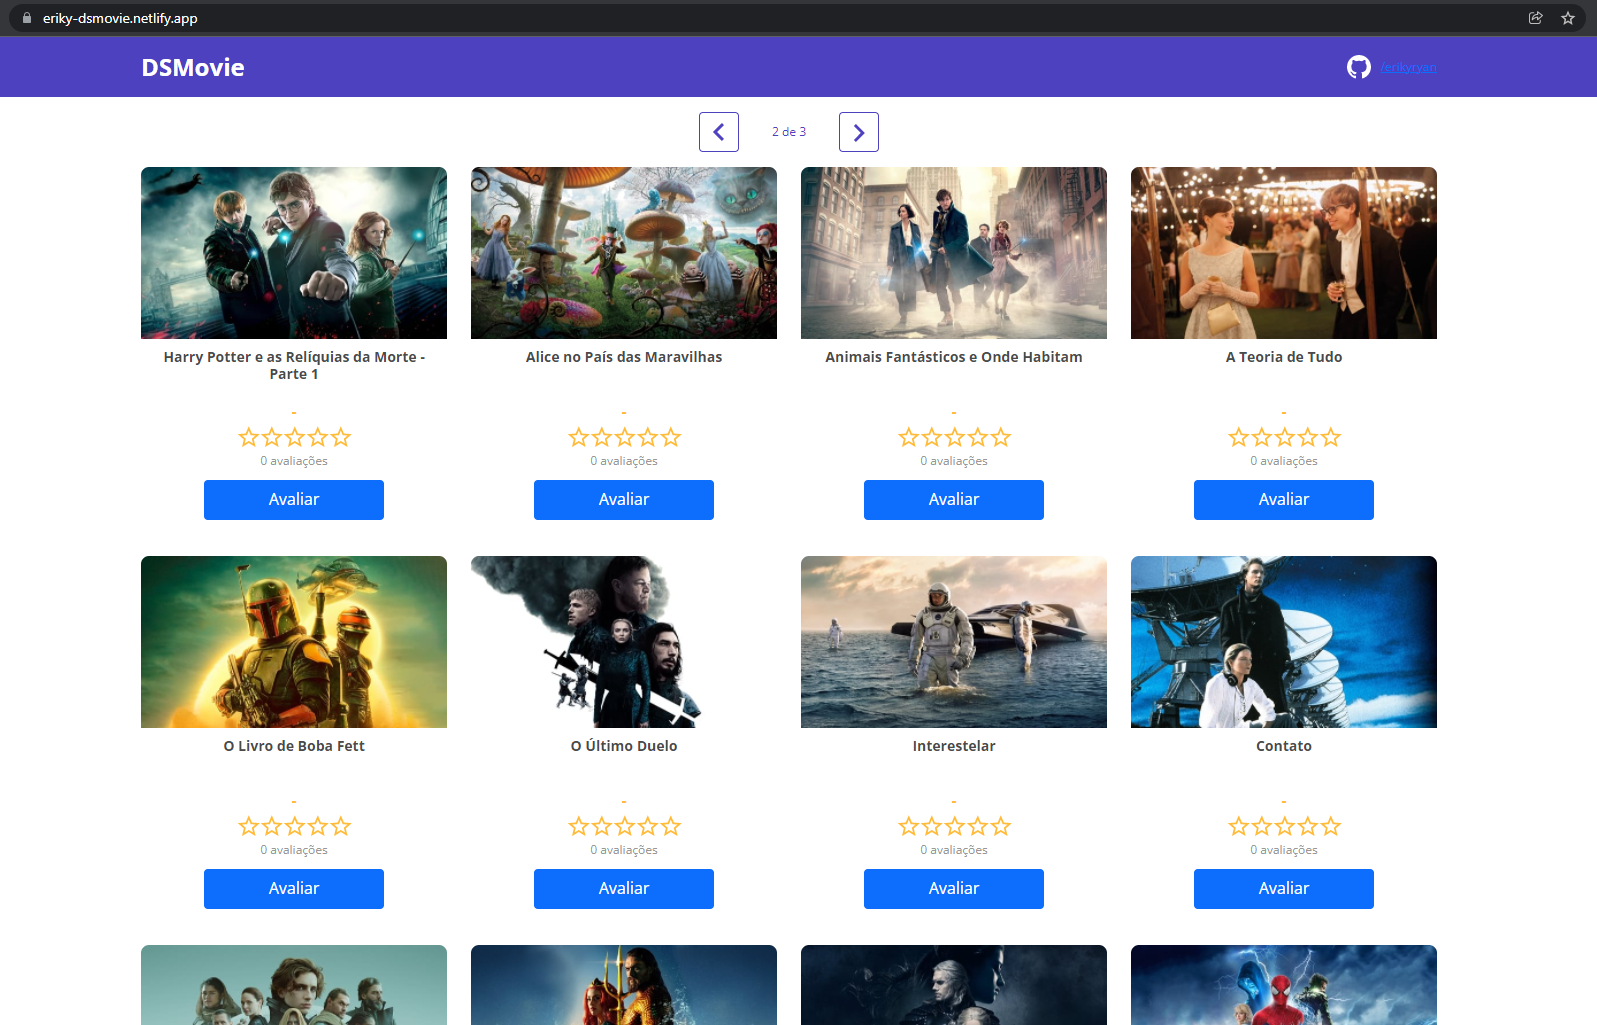 eriky-dsmovie.netlify.app
DSMovie
/erikyryan
2 de 3
Harry Potter e as Relíquias da Morte -
Parte 1
Alice no País das Maravilhas
Animais Fantásticos e Onde Habitam
A Teoria de Tudo
- - - -
0 avaliações 0 avaliações 0 avaliações 0 avaliações
Avaliar Avaliar Avaliar Avaliar
O Livro de Boba Fett
O Último Duelo
Interestelar
Contato
- - - -
0 avaliações 0 avaliações 0 avaliações 0 avaliações
Avaliar Avaliar Avaliar Avaliar